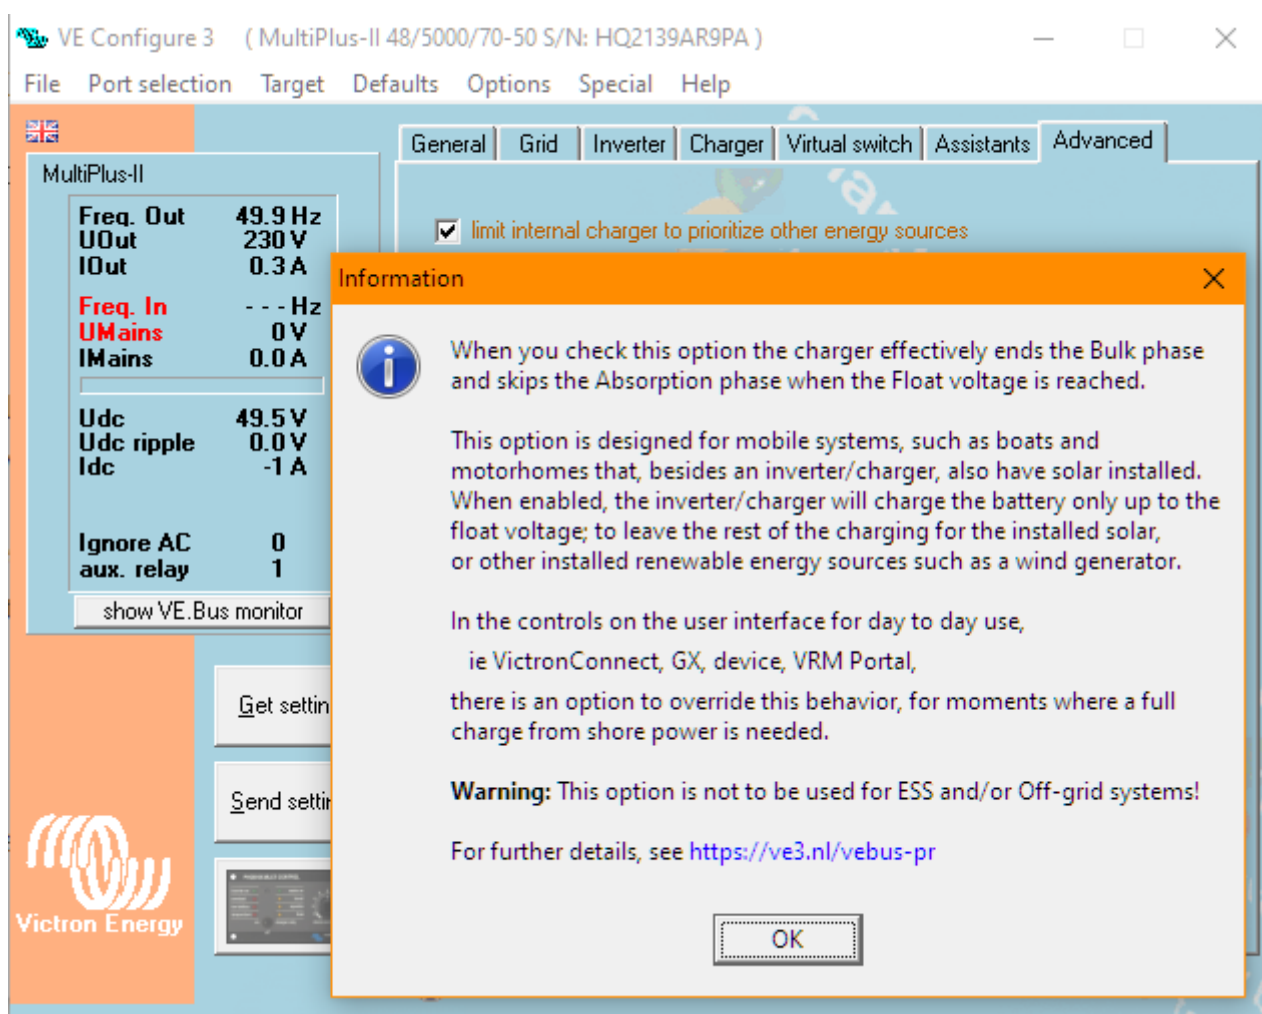 VE Configure 3 ( MultiPlus-II 48/5000/70-50 S/N: HQ2139AR9PA )
File Port selection Target Defaults Options Special Help
General Grid Inverter Charger Virtual switch Assistants Advanced
MultiPlus-II
Freq. Out 49.9 Hz
UOut 230 V
IOut 0.3 A
Freq. In - - - Hz
UMains 0 V
IMains 0.0 A
Udc 49.5 V
Udc ripple 0.0 V
Idc -1 A
Ignore AC 0
aux. relay 1
show VE.Bus monitor
Get settin
Send settin
Victron Energy
limit internal charger to prioritize other energy sources
Information
When you check this option the charger effectively ends the Bulk phase
and skips the Absorption phase when the Float voltage is reached.
This option is designed for mobile systems, such as boats and
motorhomes that, besides an inverter/charger, also have solar installed.
When enabled, the inverter/charger will charge the battery only up to the
float voltage; to leave the rest of the charging for the installed solar,
or other installed renewable energy sources such as a wind generator.
In the controls on the user interface for day to day use,
ie VictronConnect, GX, device, VRM Portal,
there is an option to override this behavior, for moments where a full
charge from shore power is needed.
Warning: This option is not to be used for ESS and/or Off-grid systems!
For further details, see https://ve3.nl/vebus-pr
OK